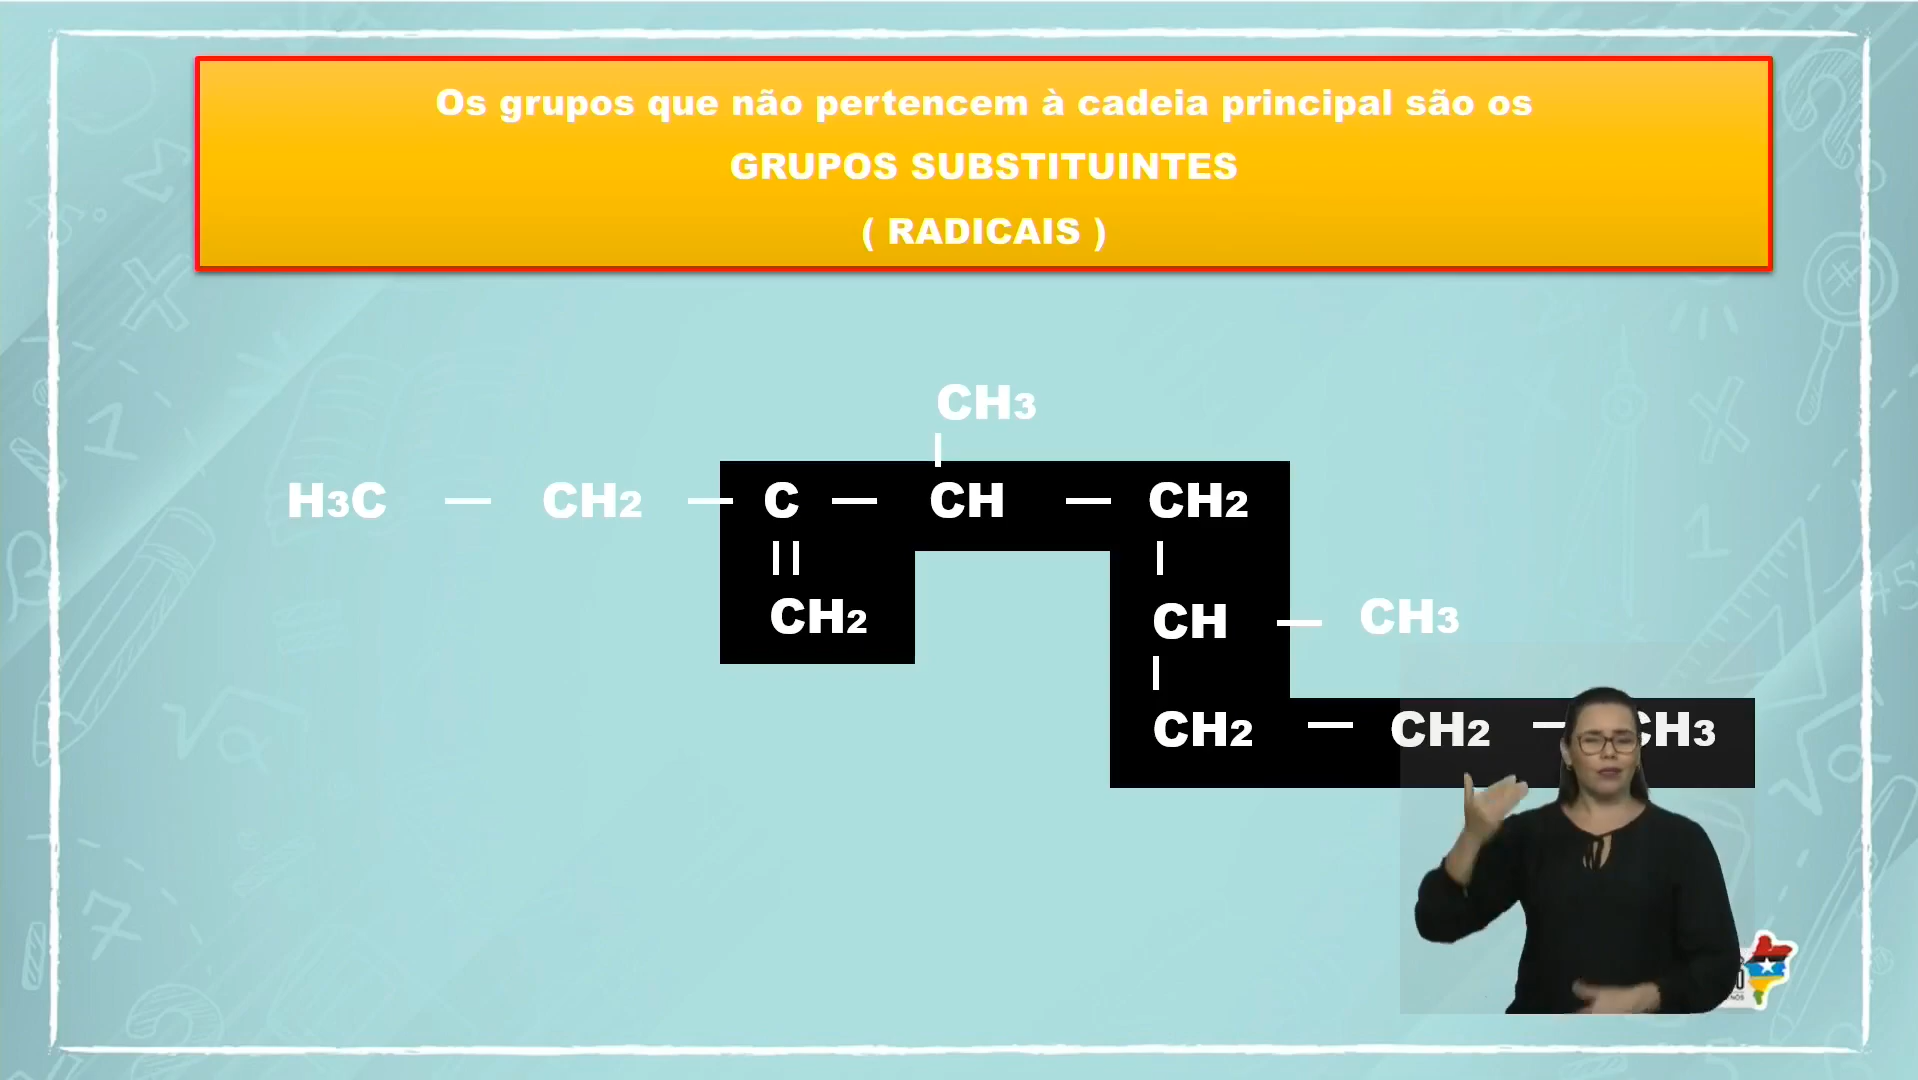 Os grupos que não pertencem à cadeia principal são os
GRUPOS SUBSTITUINTES
( RADICAIS )
CH3
H3C — CH2 — C — CH — CH2
CH2
CH — CH3
CH2 — CH2 — CH3